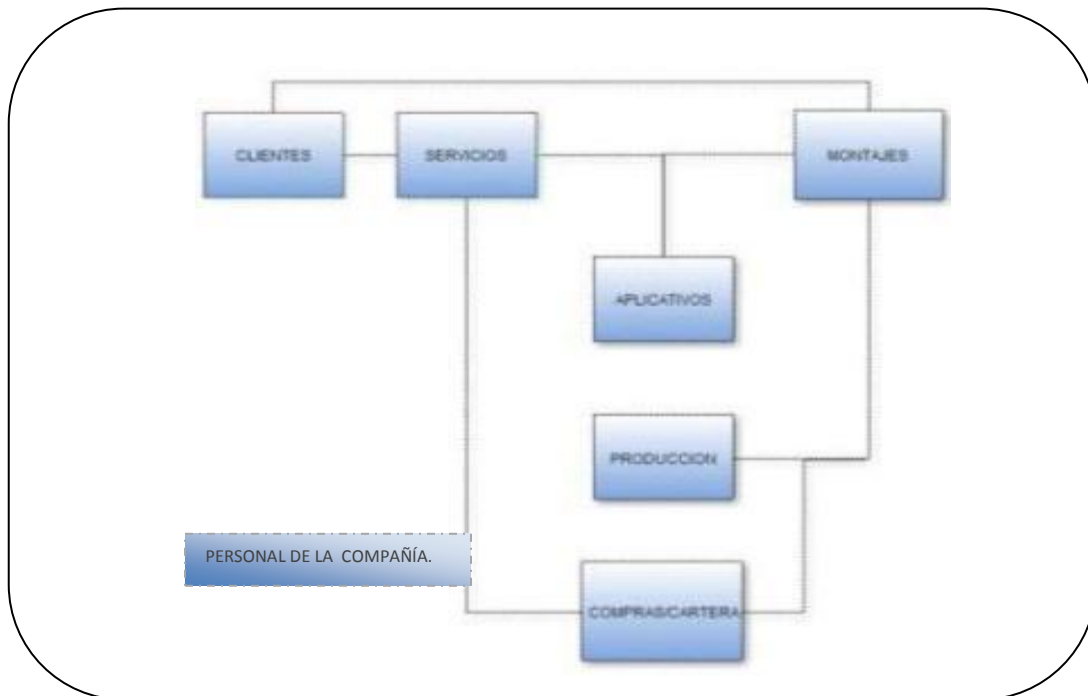 CLIENTES
SERVICIOS
MONTAJES
APLICATIVOS
PRODUCCION
PERSONAL DE LA  COMPAÑÍA.
COMPRAS/CARTERA